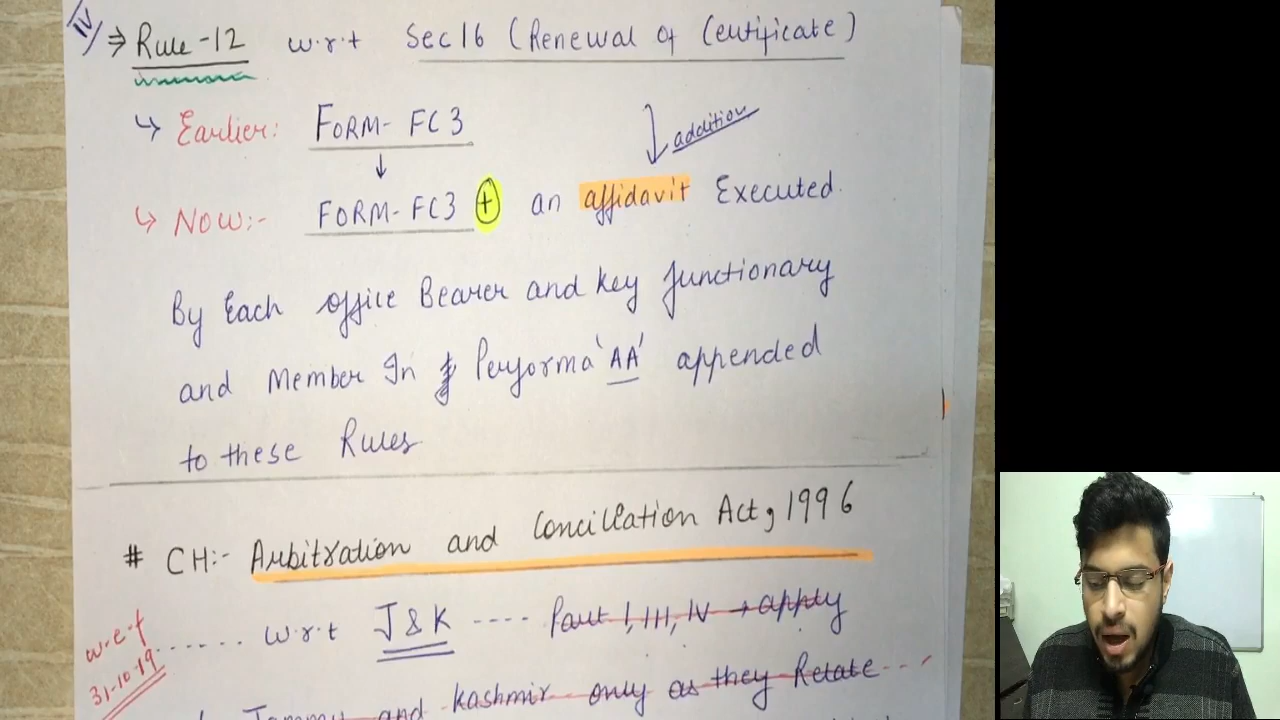 IV/ ⇒ Rule-12 w.r.t Sec 16 (Renewal of Certificate)
↳ Earlier: FORM- FC3
addition
↳ Now:- FORM- FC3 + an affidavit Executed
By Each office Bearer and key functionary
and Member In Performa 'AA' appended
to these Rules
# CH:- Arbitration and Concillation Act, 1996
w.e.f 31-10-19 ...... w.r.t J&K ---- Part I, III, IV → apply
Jammu and Kashmir only as they Relate ---